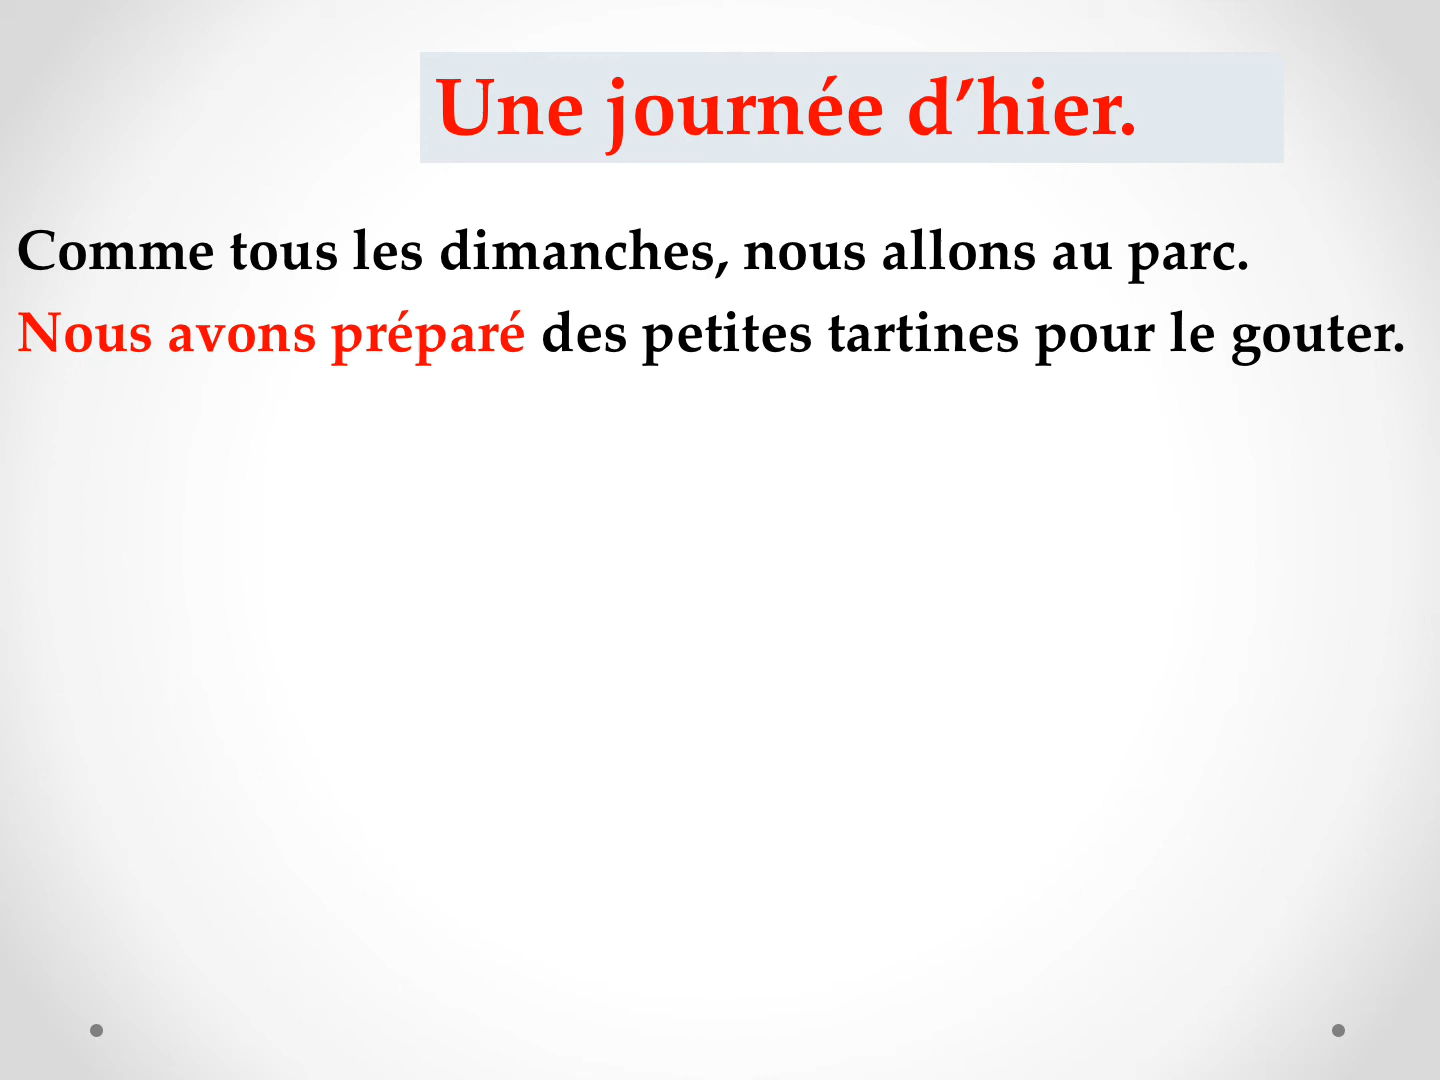 Une journée d’hier.
Comme tous les dimanches, nous allons au parc.
Nous avons préparé des petites tartines pour le gouter.